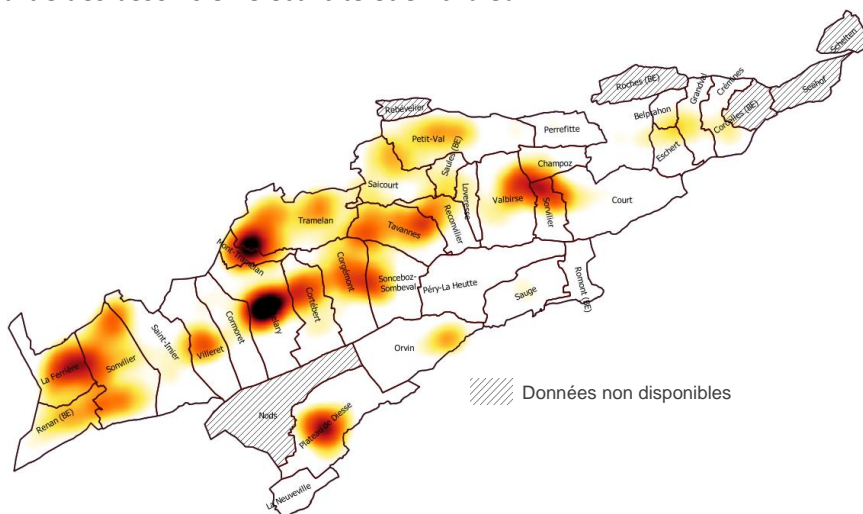 Schelten
Seehof
Roches (BE)
Grandval
Crémines
Rebévelier
Belprahon
Corcelles (BE)
Petit-Val
Perrefitte
Saules (BE)
Eschert
Champoz
Saicourt
Loveresse
Valbirse
Sorvilier
Court
Tramelan
Tavannes
Reconvilier
Mont-Tramelan
Corgémont
Sonceboz-
Sombeval
Péry-La Heutte
Romont (BE)
Sauge
Cortébert
Cormoret
Saint-Imier
Villeret
Orvin
Sonvilier
La Ferrière
Renan (BE)
Nods
Plateau de Diesse
La Neuveville
Données non disponibles